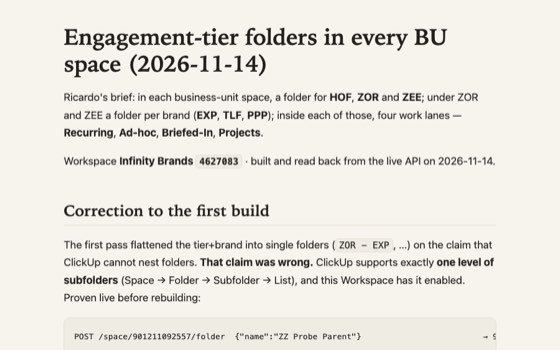 Engagement-tier folders in every BU
space (2026-11-14)
Ricardo's brief: in each business-unit space, a folder for HOF, ZOR and ZEE; under ZOR
and ZEE a folder per brand (EXP, TLF, PPP); inside each of those, four work lanes —
Recurring, Ad-hoc, Briefed-In, Projects.
Workspace Infinity Brands 4627083 · built and read back from the live API on 2026-11-14.
Correction to the first build
The first pass flattened the tier+brand into single folders ( ZOR – EXP , …) on the claim that
ClickUp cannot nest folders. That claim was wrong. ClickUp supports exactly one level of
subfolders (Space → Folder → Subfolder → List), and this Workspace has it enabled.
Proven live before rebuilding:
POST /space/901211092557/folder {"name":"ZZ Probe Parent"} →